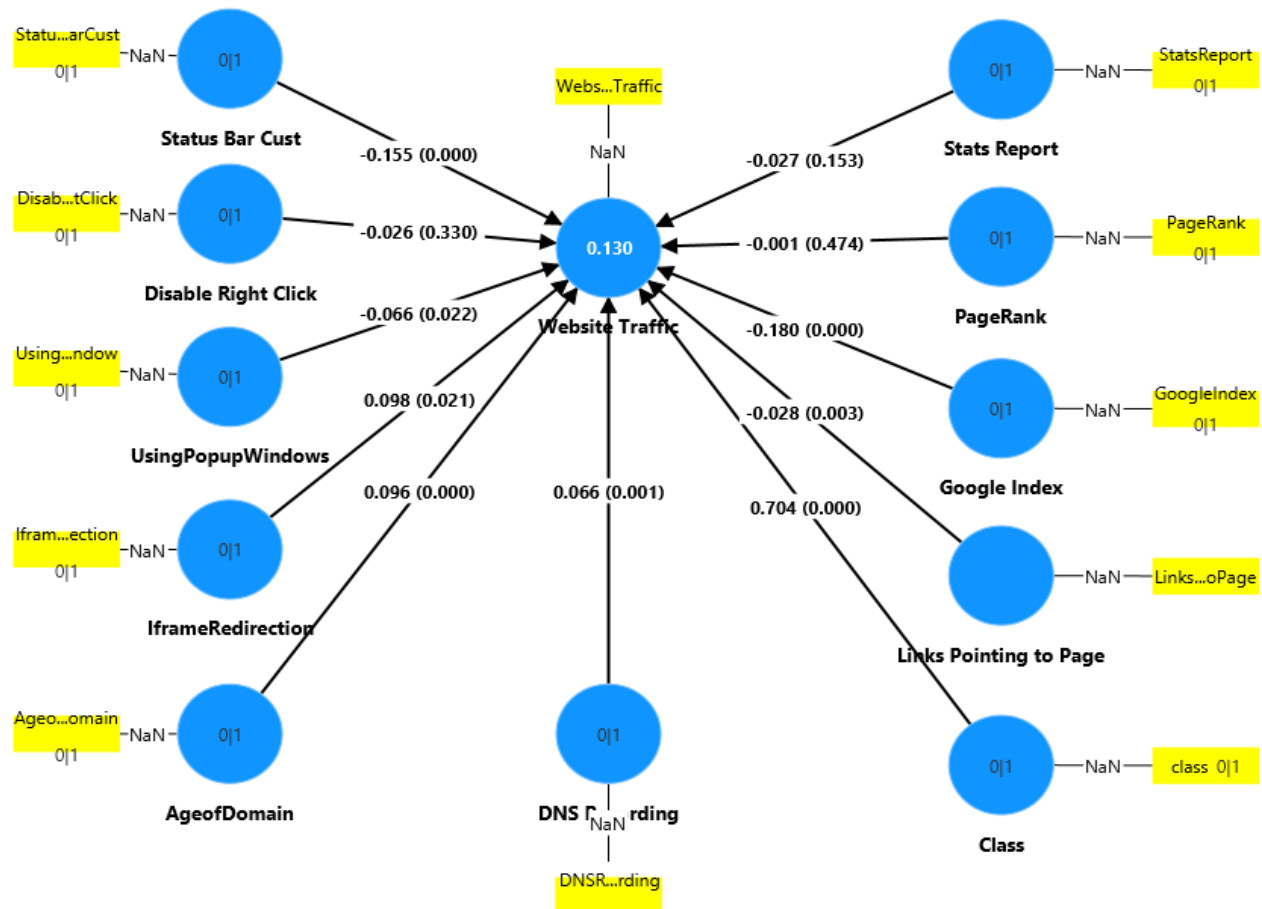 Statu...arCust
0|1
NaN
0|1
Status Bar Cust
Disab...tClick
0|1
NaN
0|1
Disable Right Click
Using...ndow
0|1
NaN
0|1
UsingPopupWindows
Ifram...ection
0|1
NaN
0|1
IframeRedirection
Ageo...omain
0|1
NaN
0|1
AgeofDomain
Webs...Traffic
NaN
0.130
Website Traffic
-0.155 (0.000)
-0.026 (0.330)
-0.066 (0.022)
0.098 (0.021)
0.096 (0.000)
0.066 (0.001)
-0.027 (0.153)
-0.001 (0.474)
-0.180 (0.000)
-0.028 (0.003)
0.704 (0.000)
0|1
DNS
NaN
DNSR...rding
0|1
NaN
StatsReport
0|1
Stats Report
0|1
NaN
PageRank
0|1
PageRank
0|1
NaN
GoogleIndex
0|1
Google Index
NaN
Links...oPage
Links Pointing to Page
0|1
NaN
class 0|1
Class